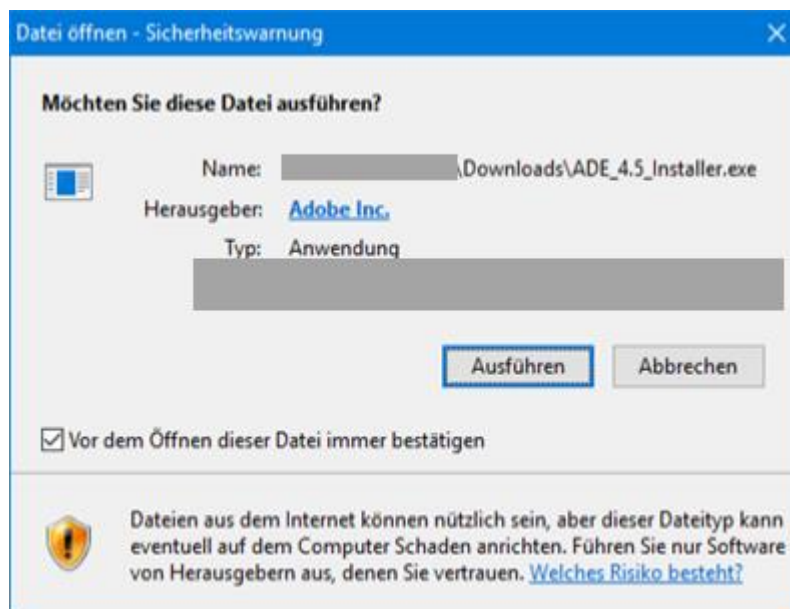 Datei öffnen - Sicherheitswarnung
Möchten Sie diese Datei ausführen?
Name: \Downloads\ADE_4.5_Installer.exe
Herausgeber: Adobe Inc.
Typ: Anwendung
Ausführen Abbrechen
Vor dem Öffnen dieser Datei immer bestätigen
Dateien aus dem Internet können nützlich sein, aber dieser Dateityp kann
eventuell auf dem Computer Schaden anrichten. Führen Sie nur Software
von Herausgebern aus, denen Sie vertrauen. Welches Risiko besteht?